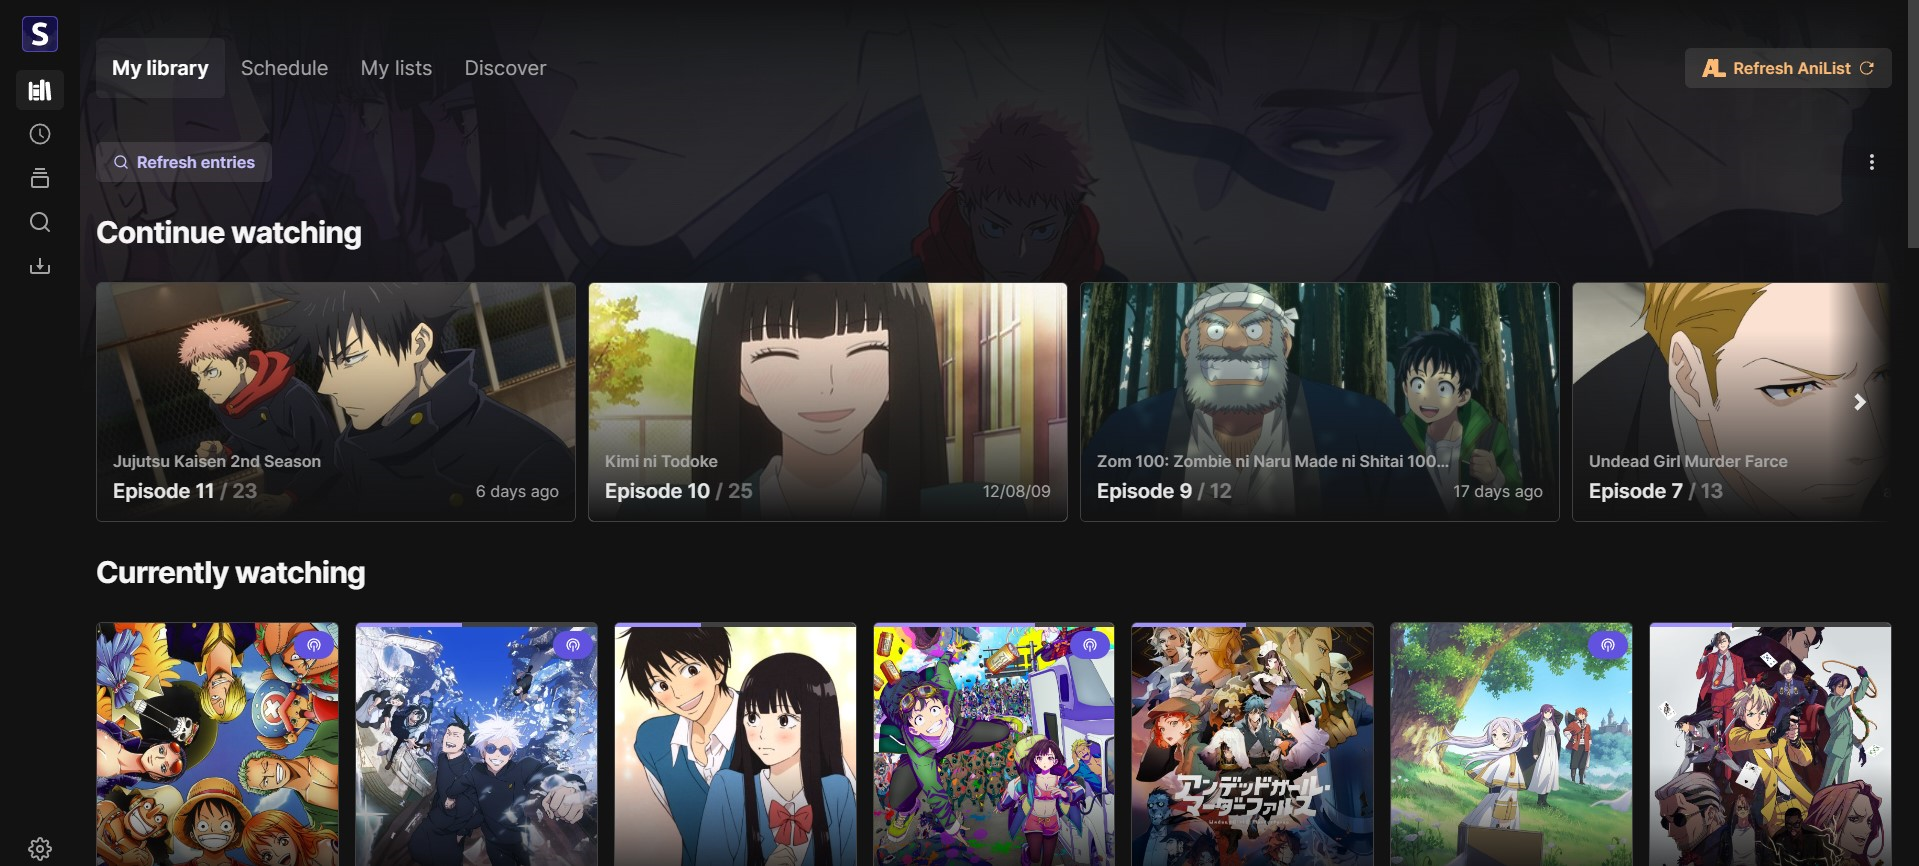 S
My library
Schedule
My lists
Discover
AL Refresh AniList
Refresh entries
Continue watching
Jujutsu Kaisen 2nd Season
Episode 11 / 23
6 days ago
Kimi ni Todoke
Episode 10 / 25
12/08/09
Zom 100: Zombie ni Naru Made ni Shitai 100...
Episode 9 / 12
17 days ago
Undead Girl Murder Farce
Episode 7 / 13
Currently watching
アンデッドガール・
マーダーファルス